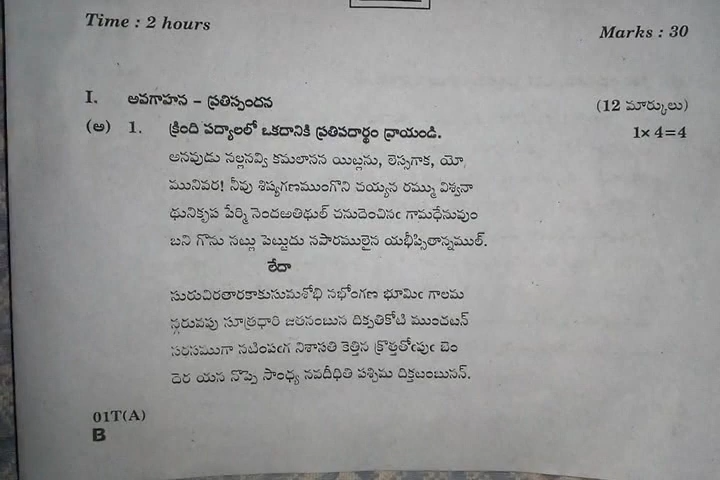 Time : 2 hours
Marks : 30
I. అవగాహన – ప్రతిస్పందన (12 మార్కులు)
(అ) 1. క్రింది పద్యాలలో ఒకదానికి ప్రతిపదార్థం వ్రాయండి. 1× 4=4
అనవుడు నల్లనవ్వి కమలానన యిట్లను, లెస్సగాక, యో
మునివర! నీవు శిష్యగణముంగొని చయ్యన రమ్ము విశ్వనా
థునికృప పేర్మి నెందఱతిథుల్ చనుదెంచినఁ గామధేనువుం
బని గొను నట్లు పెట్టుదు నపారములైన యభీప్సితాన్నముల్.
లేదా
సురుచిరతారకాకుసుమశోభి నభోంగణ భూమిఁ గాలమ
న్గరువపు సూత్రధారి జతనంబున దిక్పతికోటి ముందటన్
సరసముగా నటింపఁగ నిశాసతి కెత్తిన క్రొత్తతోఁపుఁ బెం
దెర యన నొప్పె సాంధ్య నవదీధితి పశ్చిమ దిక్తటంబునన్.
01T(A)
B